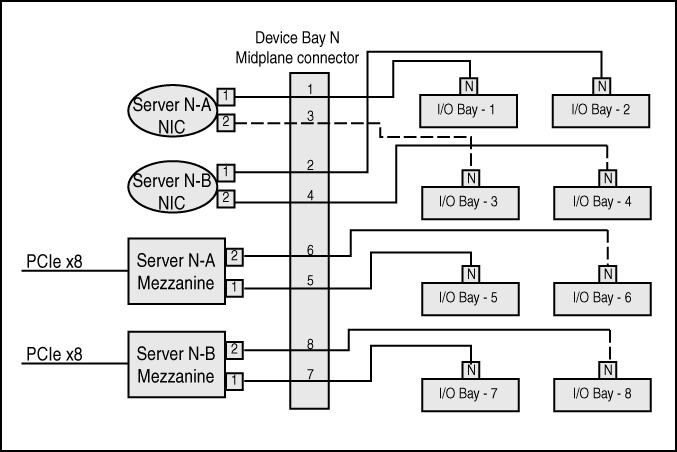 Device Bay N
Midplane connector
N
N
Server N-A
NIC
1
2
1
3
I/O Bay - 1
I/O Bay - 2
Server N-B
NIC
1
2
2
4
N
N
I/O Bay - 3
I/O Bay - 4
PCIe x8
Server N-A
Mezzanine
2
1
6
5
N
N
I/O Bay - 5
I/O Bay - 6
PCIe x8
Server N-B
Mezzanine
2
1
8
7
N
N
I/O Bay - 7
I/O Bay - 8